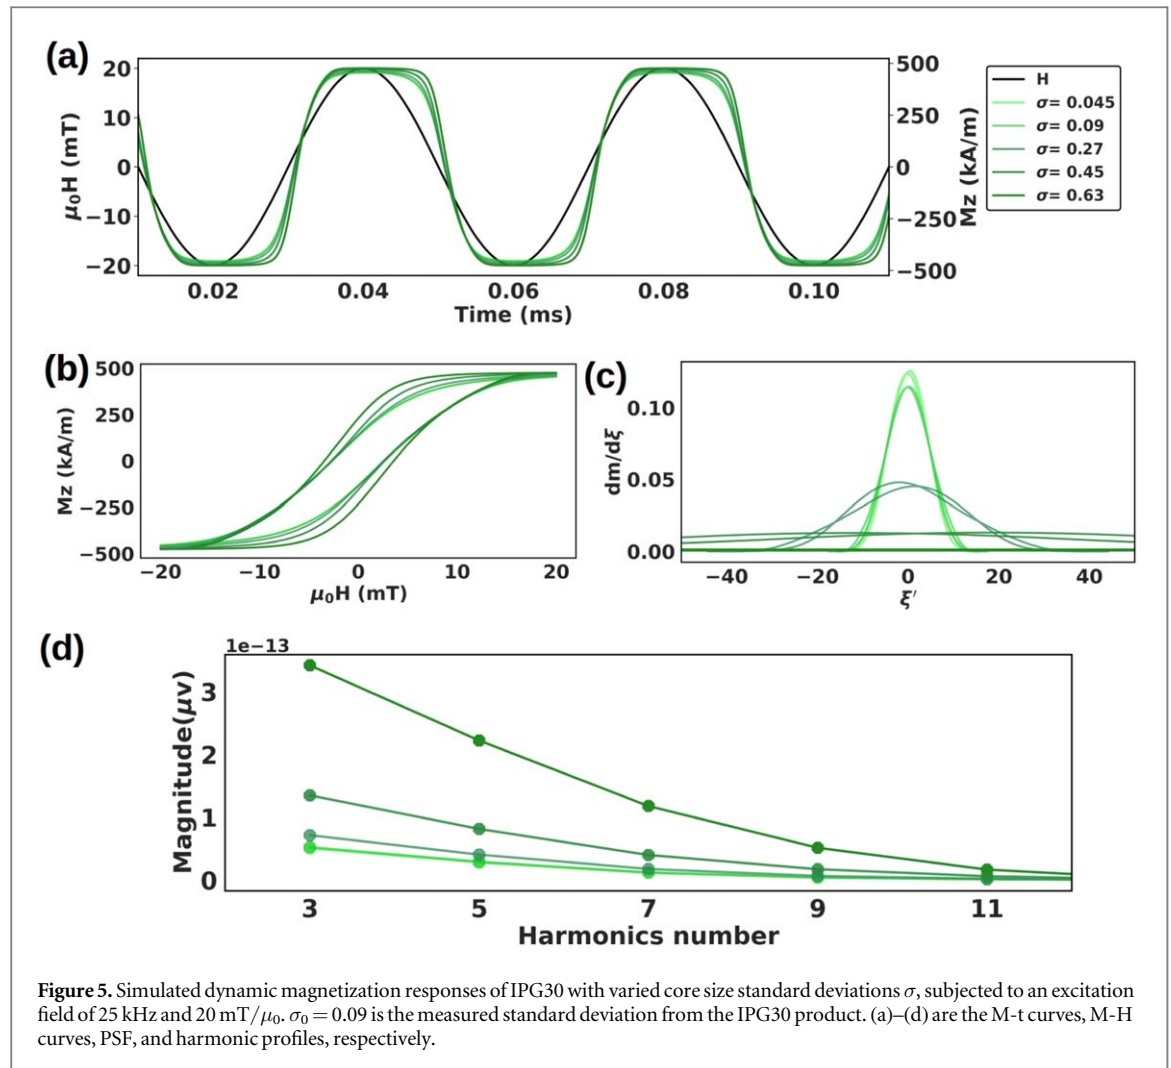 (a)
20
10
0
−10
−20
μ₀H (mT)
500
250
0
−250
−500
Mz (kA/m)
0.02 0.04 0.06 0.08 0.10
Time (ms)
H
σ= 0.045
σ= 0.09
σ= 0.27
σ= 0.45
σ= 0.63
(b)
500
250
0
−250
−500
Mz (kA/m)
−20 −10 0 10 20
μ₀H (mT)
(c)
0.10
0.05
0.00
dm/dξ
−40 −20 0 20 40
ξ′
(d)
1e−13
3
2
1
0
Magnitude(μv)
3 5 7 9 11
Harmonics number
Figure 5. Simulated dynamic magnetization responses of IPG30 with varied core size standard deviations σ, subjected to an excitation
field of 25 kHz and 20 mT/μ₀. σ₀ = 0.09 is the measured standard deviation from the IPG30 product. (a)–(d) are the M-t curves, M-H
curves, PSF, and harmonic profiles, respectively.